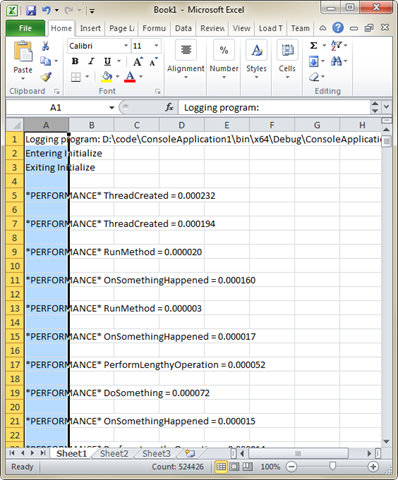 Book1 - Microsoft Excel
File Home Insert Page La Formu Data Review View Load T Team
Paste
Calibri 11
B I U
A A
Alignment Number Styles Cells
Clipboard Font Editing
A1 fx Logging program:
A B C D E F G H
1 Logging program: D:\code\ConsoleApplication1\bin\x64\Debug\ConsoleApplication
2 Entering Initialize
3 Exiting Initialize
4
5 *PERFORMANCE* ThreadCreated = 0.000232
6
7 *PERFORMANCE* ThreadCreated = 0.000194
8
9 *PERFORMANCE* RunMethod = 0.000020
10
11 *PERFORMANCE* OnSomethingHappened = 0.000160
12
13 *PERFORMANCE* RunMethod = 0.000003
14
15 *PERFORMANCE* OnSomethingHappened = 0.000017
16
17 *PERFORMANCE* PerformLengthyOperation = 0.000052
18
19 *PERFORMANCE* DoSomething = 0.000072
20
21 *PERFORMANCE* OnSomethingHappened = 0.000015
22
Sheet1 Sheet2 Sheet3
Ready Count: 524426 100%